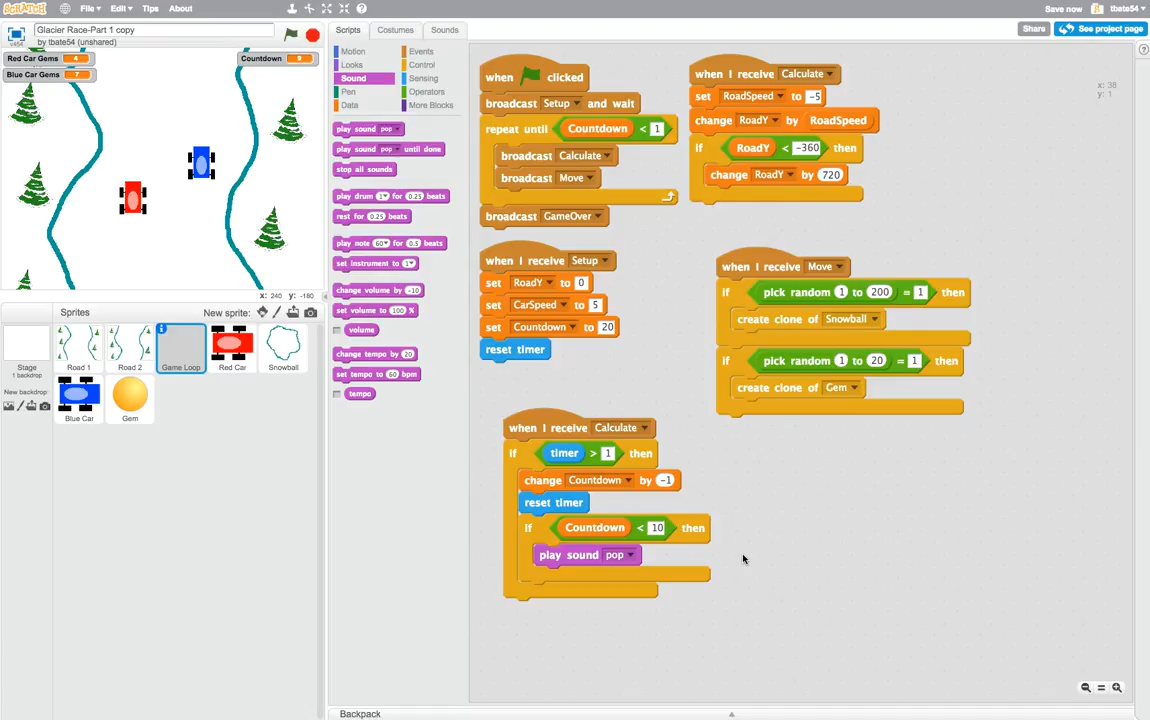 SCRATCH File Edit Tips About Save now tbate54
v454 Glacier Race-Part 1 copy
by tbate54 (unshared)
Scripts Costumes Sounds Share See project page
Red Car Gems 4 Countdown 9
Blue Car Gems 7
x: 240 y: -180
Sprites New sprite:
Stage
1 backdrop
New backdrop:
Road 1 Road 2 Game Loop Red Car Snowball
Blue Car Gem
Motion Events
Looks Control
Sound Sensing
Pen Operators
Data More Blocks
play sound pop
play sound pop until done
stop all sounds
play drum 1 for 0.25 beats
rest for 0.25 beats
play note 60 for 0.5 beats
set instrument to 1
change volume by -10
set volume to 100 %
volume
change tempo by 20
set tempo to 60 bpm
tempo
when clicked
broadcast Setup and wait
repeat until Countdown < 1
broadcast Calculate
broadcast Move
broadcast GameOver
when I receive Setup
set RoadY to 0
set CarSpeed to 5
set Countdown to 20
reset timer
when I receive Calculate
if timer > 1 then
change Countdown by -1
reset timer
if Countdown < 10 then
play sound pop
when I receive Calculate
set RoadSpeed to -5
change RoadY by RoadSpeed
if RoadY < -360 then
change RoadY by 720
when I receive Move
if pick random 1 to 200 = 1 then
create clone of Snowball
if pick random 1 to 20 = 1 then
create clone of Gem
x: 38
y: 1
Backpack